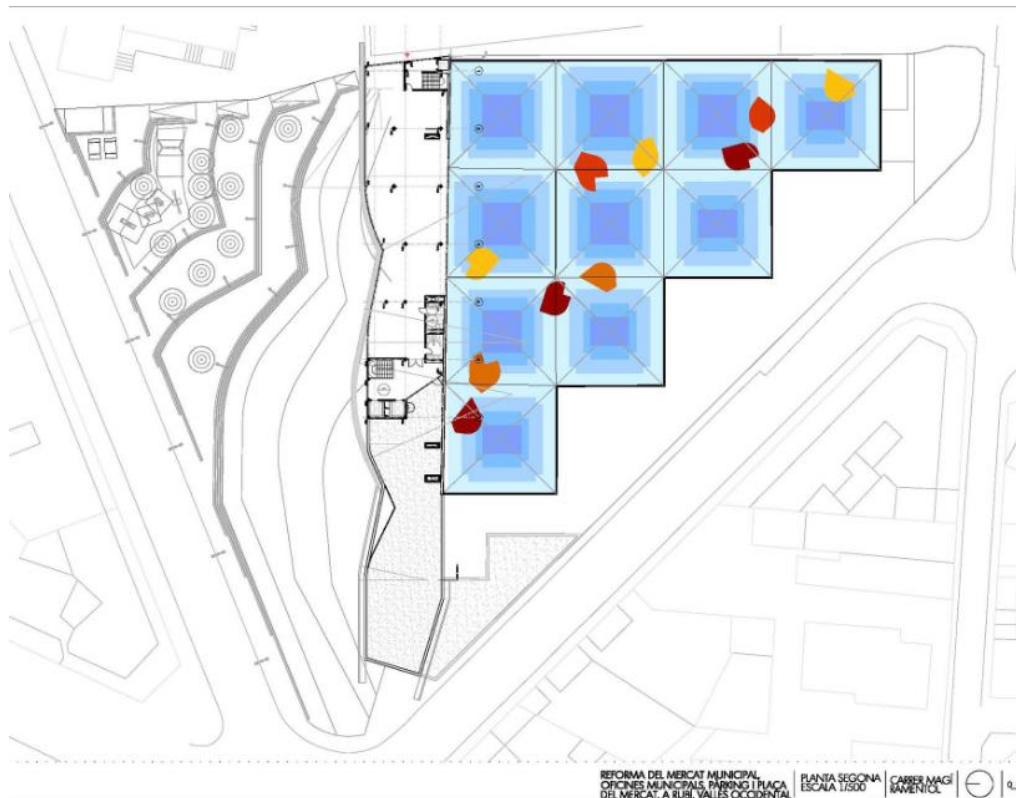 REFORMA DEL MERCAT MUNICIPAL,
OFICINES MUNICIPALS, PÀRKING I PLAÇA
DEL MERCAT, A RUBÍ. VALLÈS OCCIDENTAL
PLANTA SEGONA
ESCALA 1/500
CARRER MAGÍ
RAMENTOL